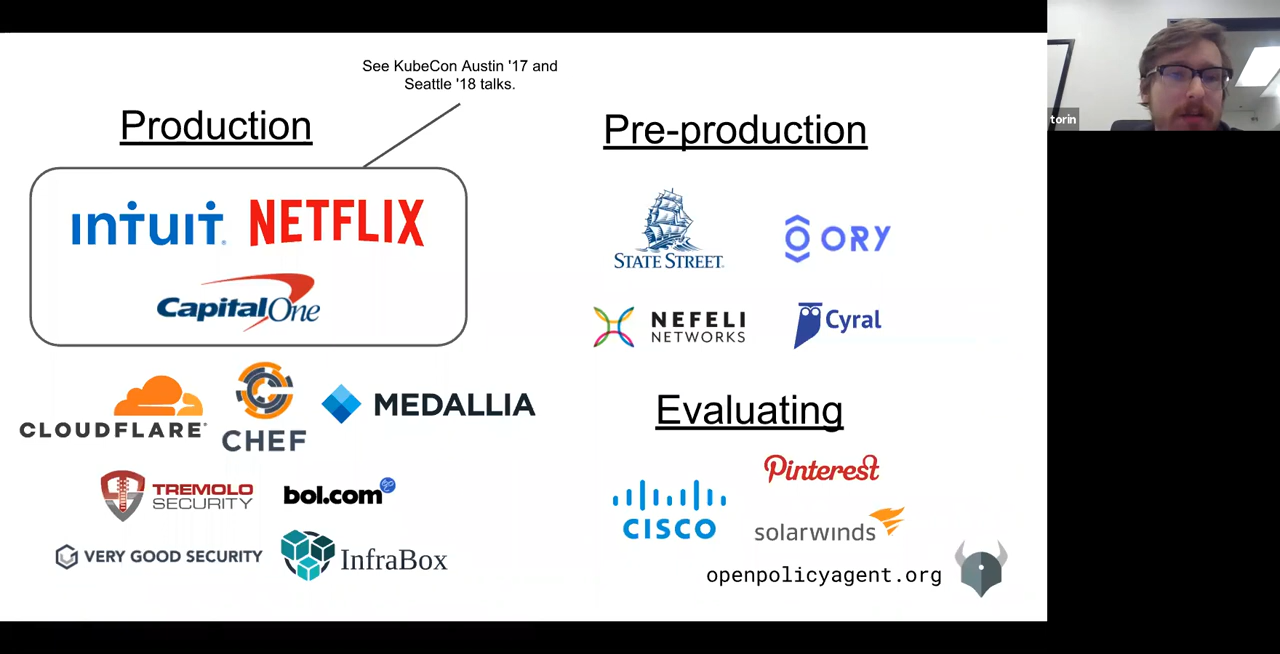 See KubeCon Austin '17 and
Seattle '18 talks.
Production
INTUIT
NETFLIX
Capital One
CLOUDFLARE
CHEF
MEDALLIA
TREMOLO
SECURITY
bol.com
VERY GOOD SECURITY
InfraBox
Pre-production
STATE STREET.
ORY
NEFELI
NETWORKS
Cyral
Evaluating
Pinterest
CISCO
solarwinds
openpolicyagent.org
torin